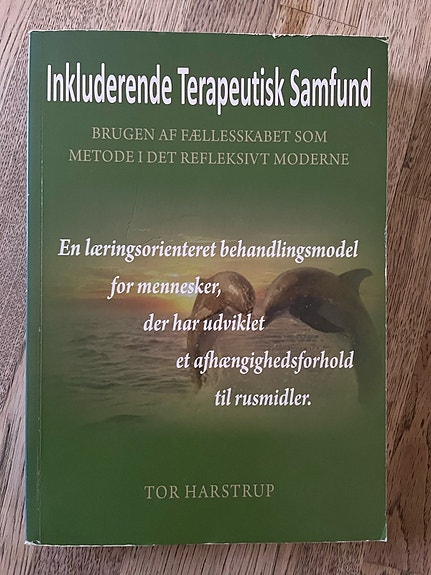 Inkluderende Terapeutisk Samfund
BRUGEN AF FÆLLESSKABET SOM
METODE I DET REFLEKSIVT MODERNE
En læringsorienteret behandlingsmodel
for mennesker,
der har udviklet
et afhængighedsforhold
til rusmidler.
TOR HARSTRUP